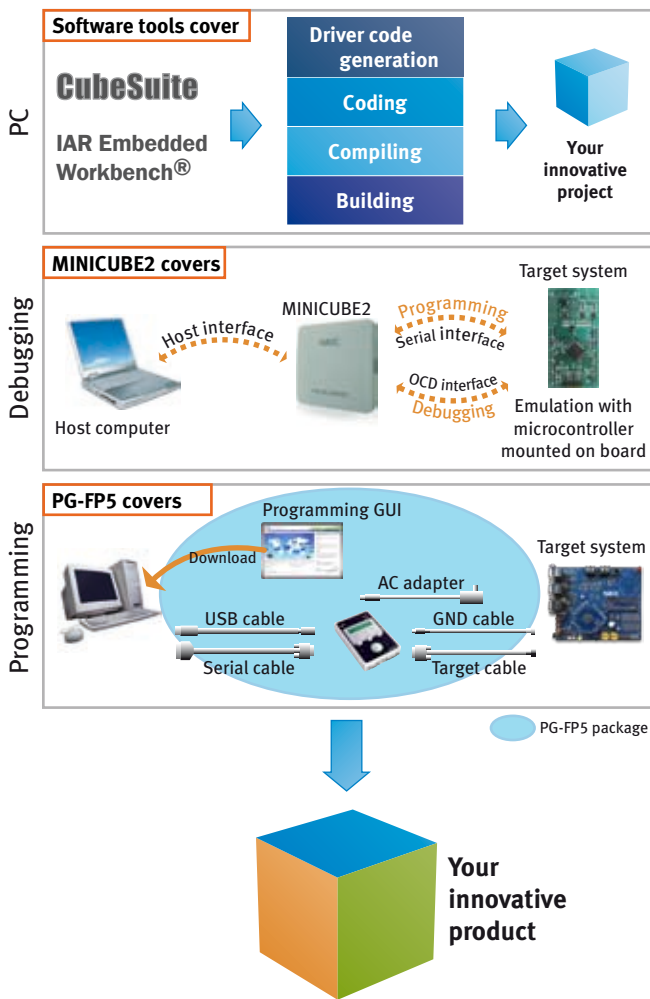 Software tools cover
PC
CubeSuite
IAR Embedded
Workbench®
Driver code
generation
Coding
Compiling
Building
Your
innovative
project
MINICUBE2 covers
Debugging
Host computer
Host interface
MINICUBE2
Programming
Serial interface
OCD interface
Debugging
Target system
Emulation with
microcontroller
mounted on board
PG-FP5 covers
Programming
Programming GUI
Download
AC adapter
USB cable
GND cable
Serial cable
Target cable
Target system
PG-FP5 package
Your
innovative
product